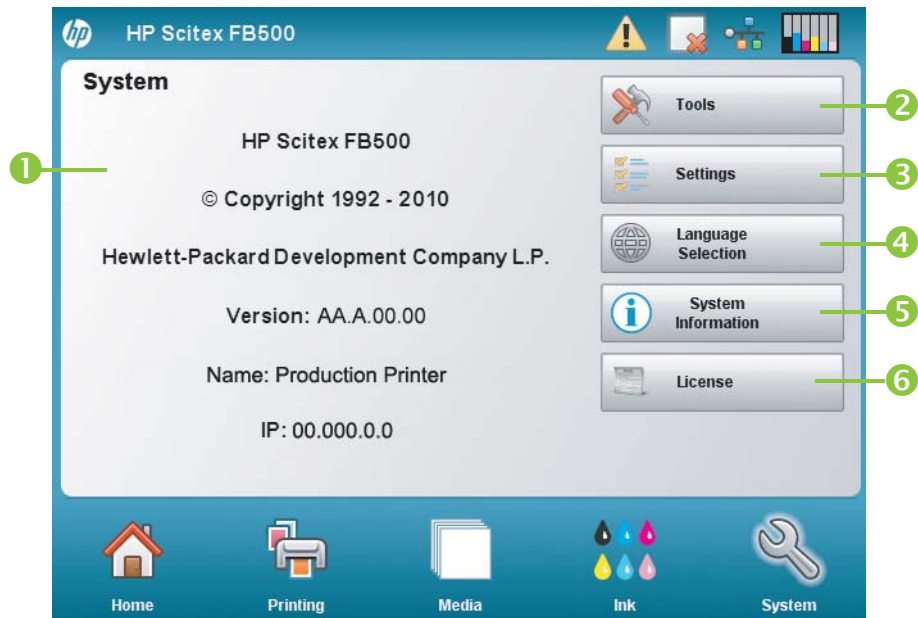 hp HP Scitex FB500
System
HP Scitex FB500
© Copyright 1992 - 2010
Hewlett-Packard Development Company L.P.
Version: AA.A.00.00
Name: Production Printer
IP: 00.000.0.0
1
Tools
2
Settings
3
Language
Selection
4
System
Information
5
License
6
Home
Printing
Media
Ink
System